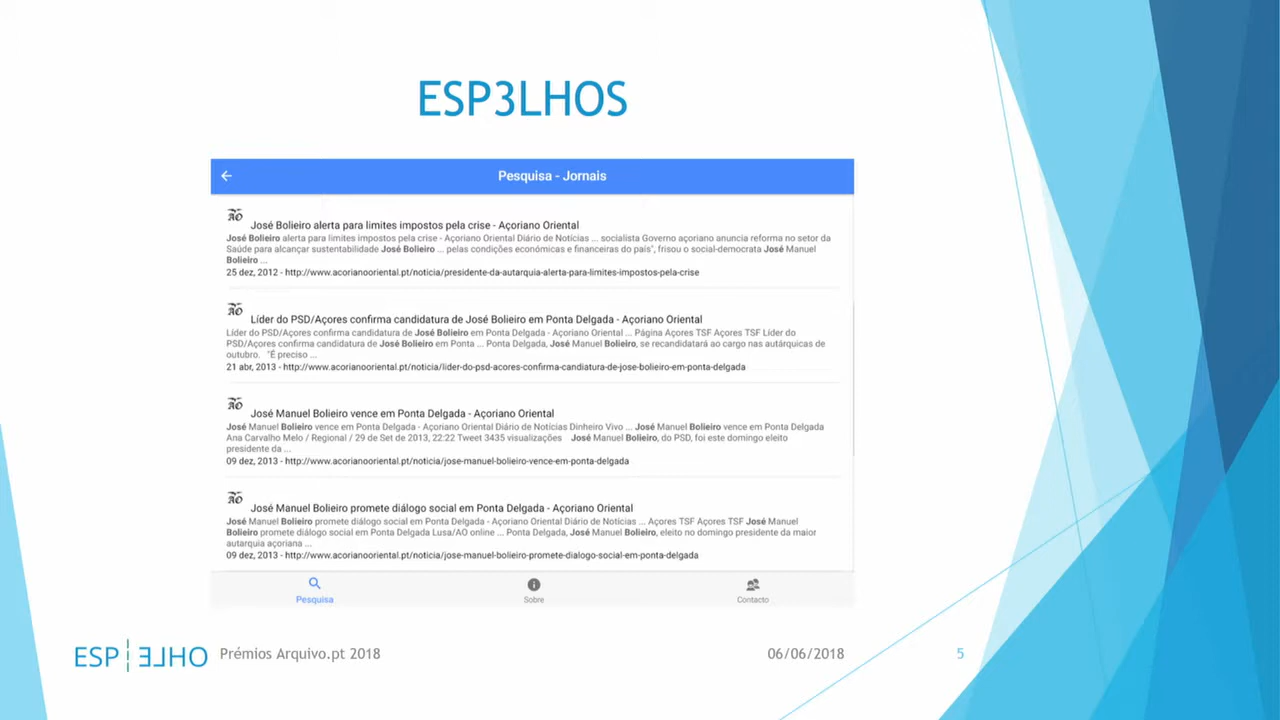 ESP3LHOS
Pesquisa - Jornais
José Bolieiro alerta para limites impostos pela crise - Açoriano Oriental
José Bolieiro alerta para limites impostos pela crise - Açoriano Oriental Diário de Notícias ... socialista Governo açoriano anuncia reforma no setor da
Saúde para alcançar sustentabilidade José Bolieiro ... pelas condições económicas e financeiras do país", frisou o social-democrata José Manuel
Bolieiro ...
25 dez, 2012 - http://www.acorianooriental.pt/noticia/presidente-da-autarquia-alerta-para-limites-impostos-pela-crise
Líder do PSD/Açores confirma candidatura de José Bolieiro em Ponta Delgada - Açoriano Oriental
Líder do PSD/Açores confirma candidatura de José Bolieiro em Ponta Delgada - Açoriano Oriental ... Página Açores TSF Açores TSF Líder do
PSD/Açores confirma candidatura de José Bolieiro em Ponta ... Ponta Delgada, José Manuel Bolieiro, se recandidatará ao cargo nas autárquicas de
outubro. "É preciso ...
21 abr, 2013 - http://www.acorianooriental.pt/noticia/lider-do-psd-acores-confirma-candiatura-de-jose-bolieiro-em-ponta-delgada
José Manuel Bolieiro vence em Ponta Delgada - Açoriano Oriental
José Manuel Bolieiro vence em Ponta Delgada - Açoriano Oriental Diário de Notícias Dinheiro Vivo ... José Manuel Bolieiro vence em Ponta Delgada
Ana Carvalho Melo / Regional / 29 de Set de 2013, 22:22 Tweet 3435 visualizações José Manuel Bolieiro, do PSD, foi este domingo eleito
presidente da ...
09 dez, 2013 - http://www.acorianooriental.pt/noticia/jose-manuel-bolieiro-vence-em-ponta-delgada
José Manuel Bolieiro promete diálogo social em Ponta Delgada - Açoriano Oriental
José Manuel Bolieiro promete diálogo social em Ponta Delgada - Açoriano Oriental Diário de Notícias ... Açores TSF Açores TSF José Manuel
Bolieiro promete diálogo social em Ponta Delgada Lusa/AO online ... Ponta Delgada, José Manuel Bolieiro, eleito no domingo presidente da maior
autarquia açoriana ...
09 dez, 2013 - http://www.acorianooriental.pt/noticia/jose-manuel-bolieiro-promete-dialogo-social-em-ponta-delgada
Pesquisa Sobre Contacto
ESP | ELHO Prémios Arquivo.pt 2018 06/06/2018 5